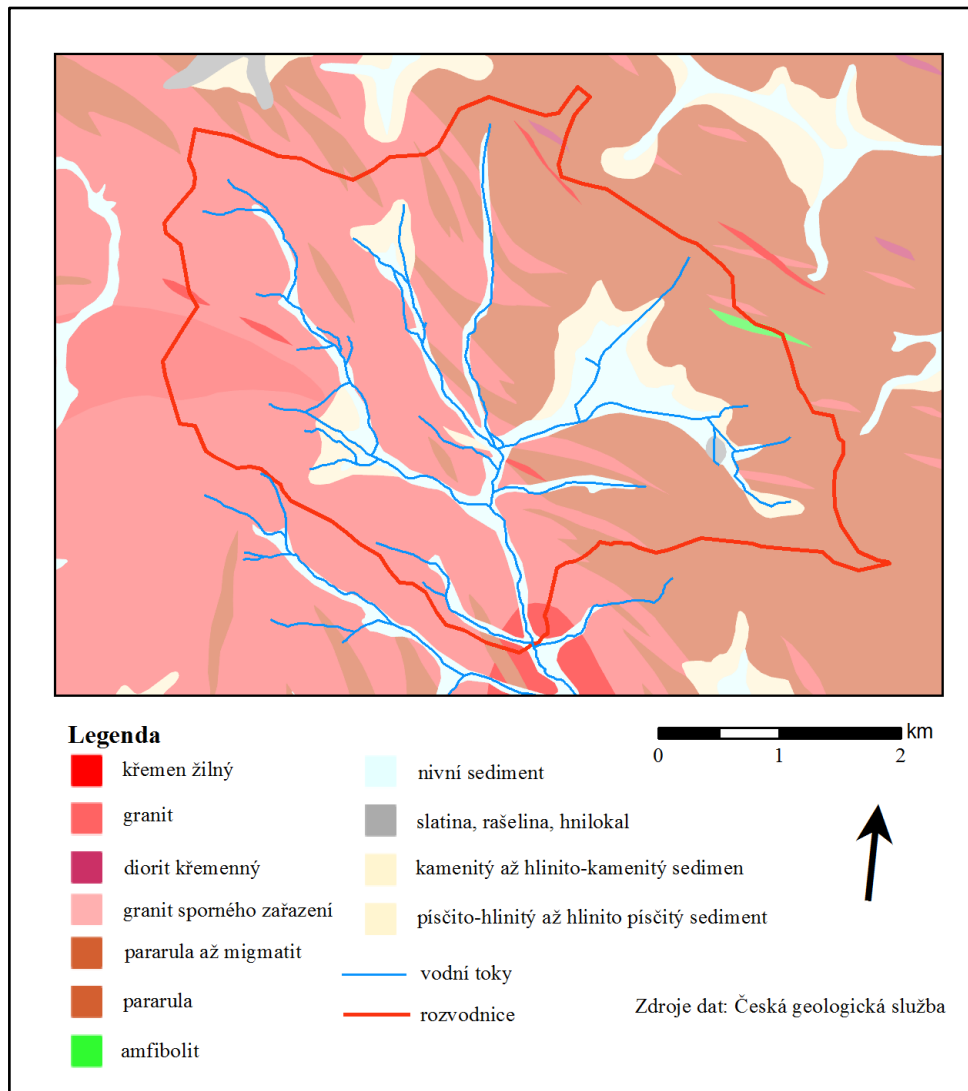 Legenda
křemen žilný
granit
diorit křemenný
granit sporného zařazení
pararula až migmatit
pararula
amfibolit
nivní sediment
slatina, rašelina, hnilokal
kamenitý až hlinito-kamenitý sedimen
písčito-hlinitý až hlinito písčitý sediment
vodní toky
rozvodnice
km
0 1 2
Zdroje dat: Česká geologická služba